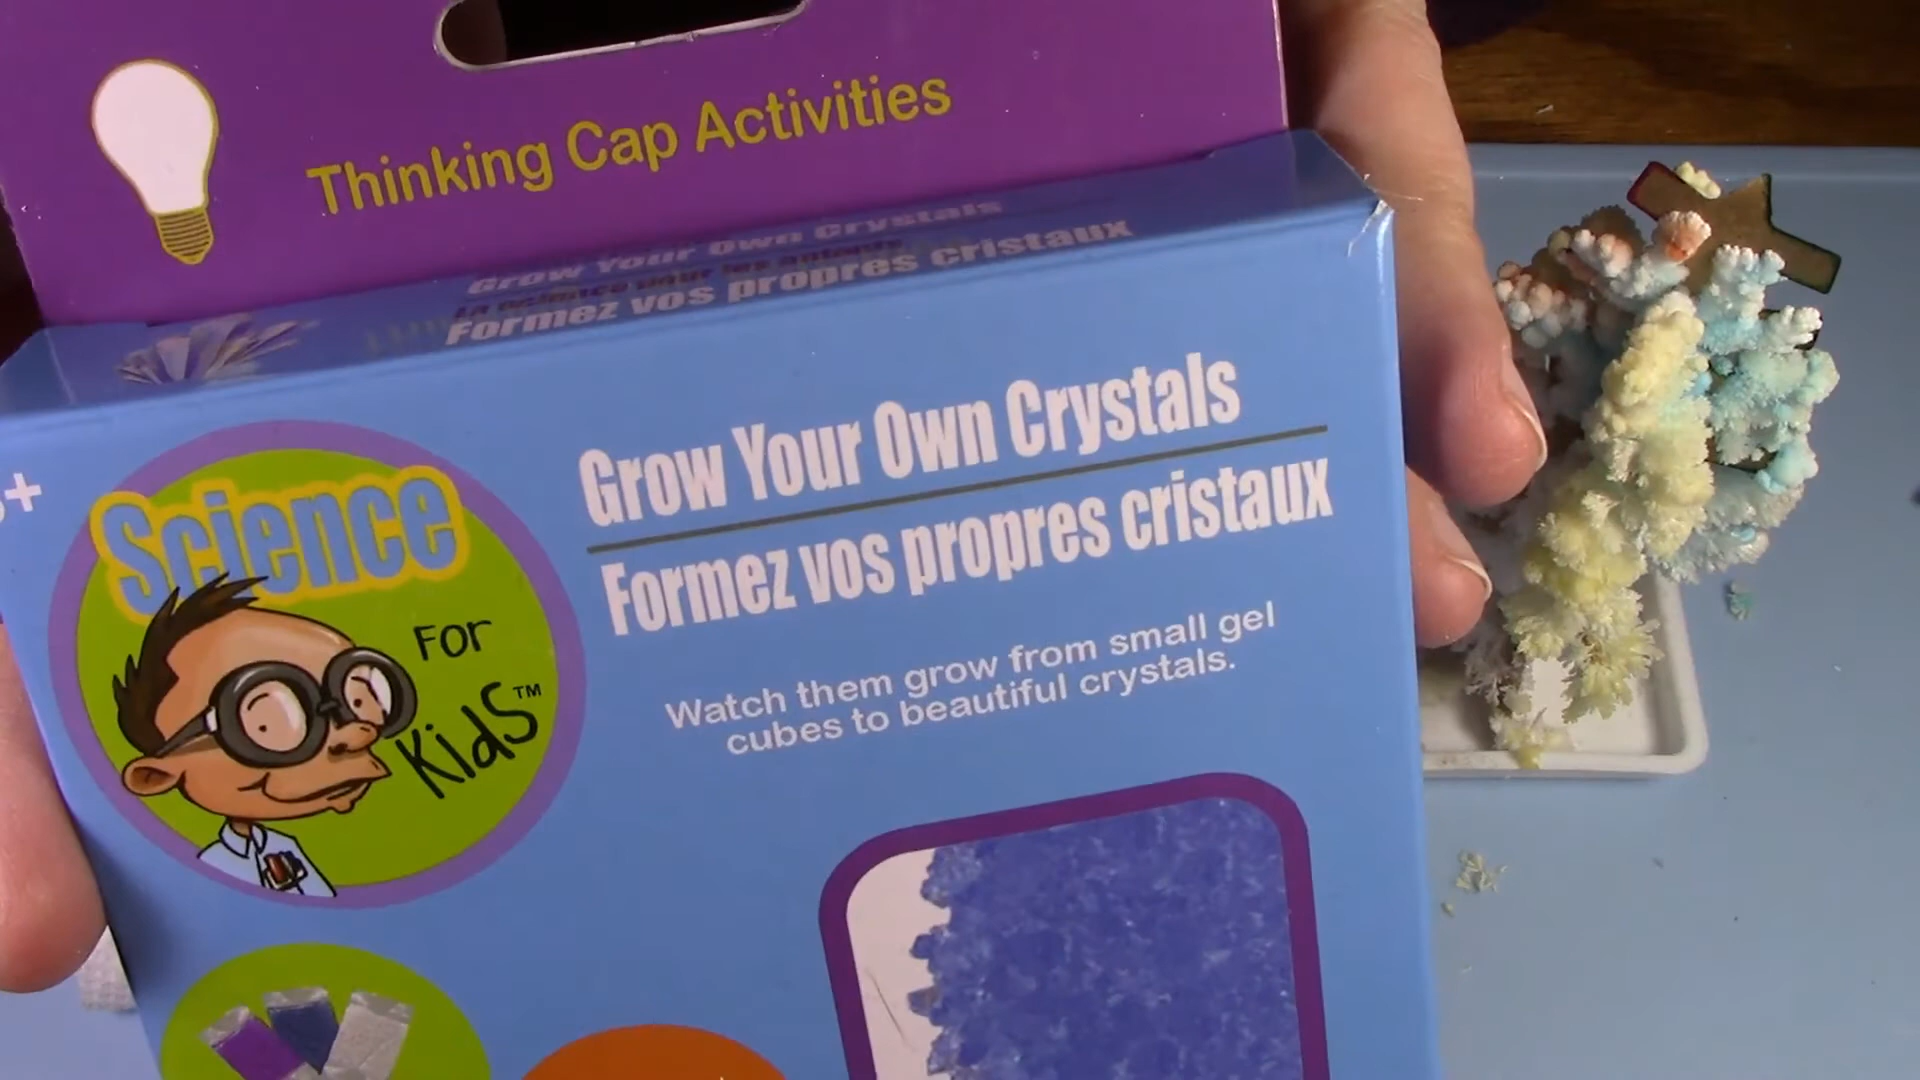 Thinking Cap Activities
Grow Your Own Crystals
Formez vos propres cristaux
Grow Your Own Crystals
Formez vos propres cristaux
Watch them grow from small gel
cubes to beautiful crystals.
Science
FOR
KidS™